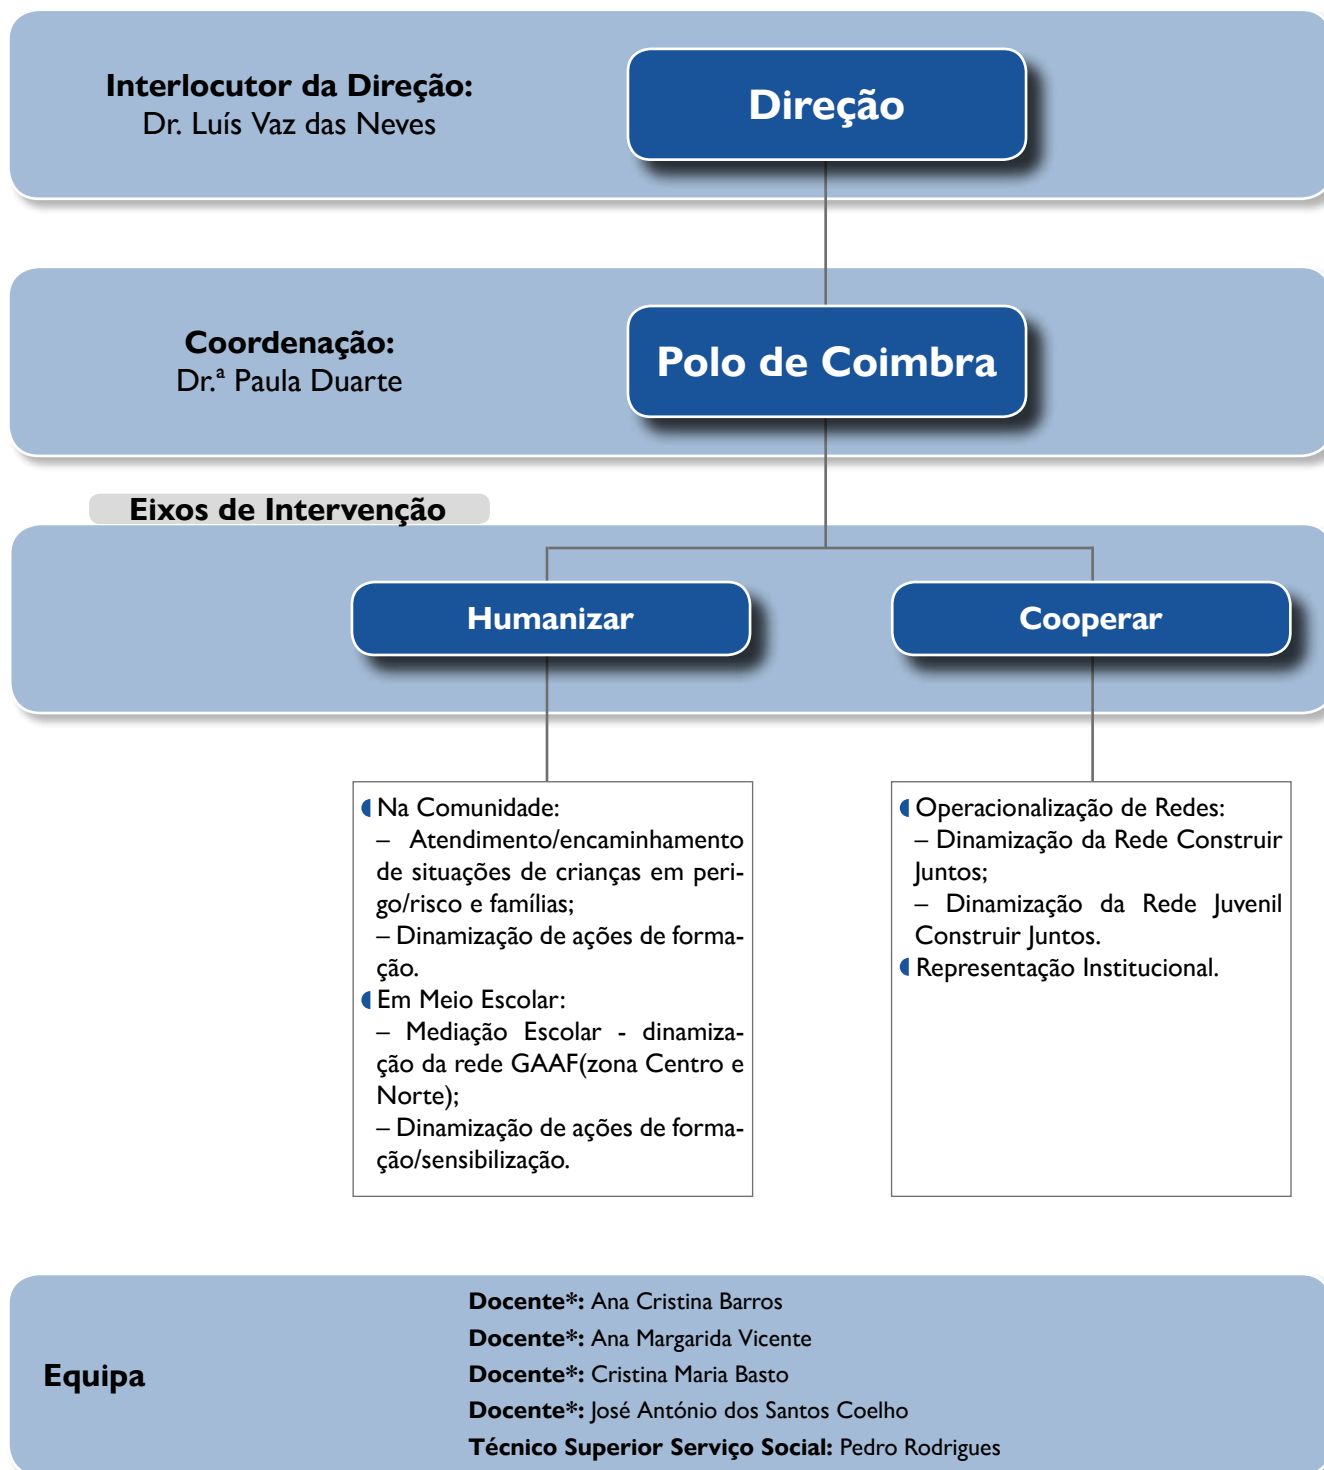 Interlocutor da Direção:
Dr. Luís Vaz das Neves
Direção
Coordenação:
Dr.ª Paula Duarte
Polo de Coimbra
Eixos de Intervenção
Humanizar
Cooperar
Na Comunidade:
– Atendimento/encaminhamento
de situações de crianças em peri-
go/risco e famílias;
– Dinamização de ações de forma-
ção.
Em Meio Escolar:
– Mediação Escolar - dinamiza-
ção da rede GAAF(zona Centro e
Norte);
– Dinamização de ações de forma-
ção/sensibilização.
Operacionalização de Redes:
– Dinamização da Rede Construir
Juntos;
– Dinamização da Rede Juvenil
Construir Juntos.
Representação Institucional.
Equipa
Docente*: Ana Cristina Barros
Docente*: Ana Margarida Vicente
Docente*: Cristina Maria Basto
Docente*: José António dos Santos Coelho
Técnico Superior Serviço Social: Pedro Rodrigues